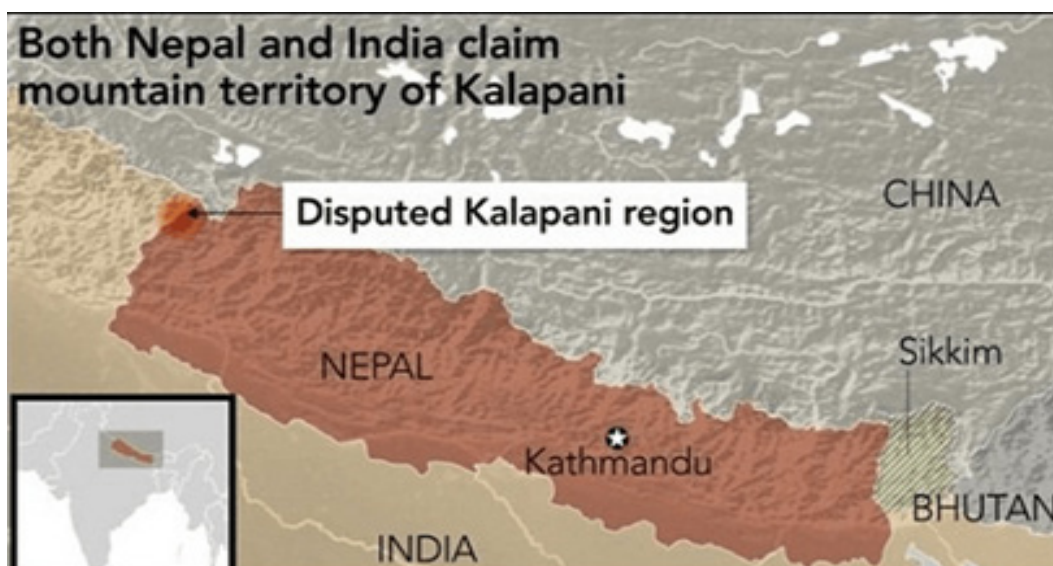 Both Nepal and India claim
mountain territory of Kalapani
Disputed Kalapani region
CHINA
NEPAL
Sikkim
Kathmandu
BHUTAN
INDIA